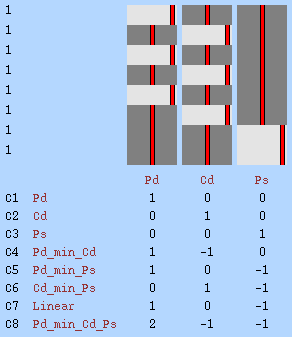 1
1
1
1
1
1
1
1
Pd Cd Ps
c1 Pd 1 0 0
c2 Cd 0 1 0
c3 Ps 0 0 1
c4 Pd_min_Cd 1 -1 0
c5 Pd_min_Ps 1 0 -1
c6 Cd_min_Ps 0 1 -1
c7 Linear 1 0 -1
c8 Pd_min_Cd_Ps 2 -1 -1